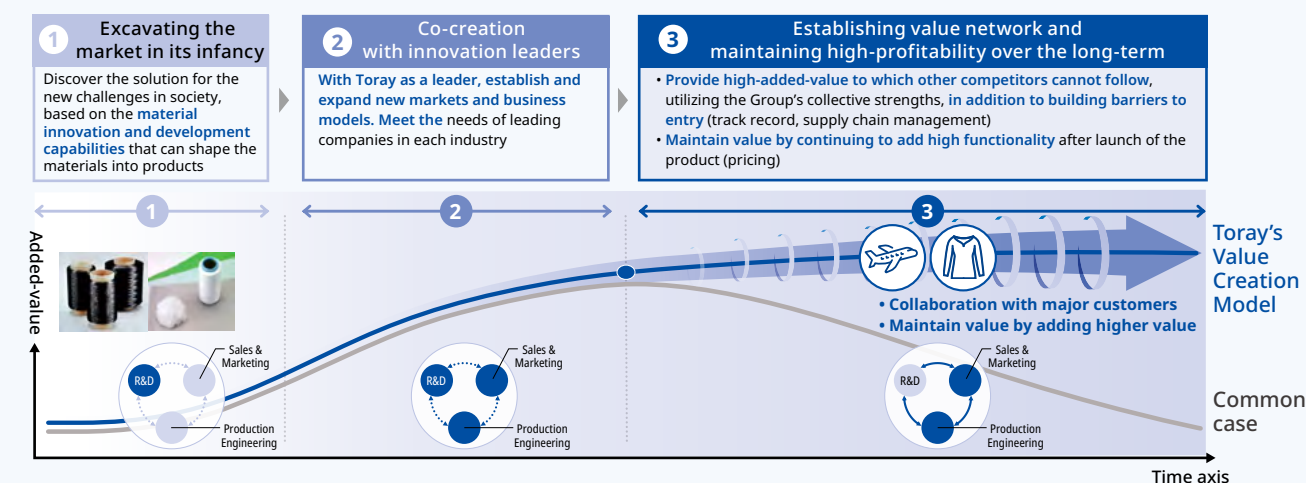 1
Excavating the
market in its infancy
Discover the solution for the
new challenges in society,
based on the material
innovation and development
capabilities that can shape the
materials into products
2
Co-creation
with innovation leaders
With Toray as a leader, establish and
expand new markets and business
models. Meet the needs of leading
companies in each industry
3
Establishing value network and
maintaining high-profitability over the long-term
• Provide high-added-value to which other competitors cannot follow,
utilizing the Group's collective strengths, in addition to building barriers to
entry (track record, supply chain management)
• Maintain value by continuing to add high functionality after launch of the
product (pricing)
1
2
3
Added-value
Toray's
Value
Creation
Model
• Collaboration with major customers
• Maintain value by adding higher value
R&D
Sales &
Marketing
Production
Engineering
R&D
Sales &
Marketing
Production
Engineering
R&D
Sales &
Marketing
Production
Engineering
Common
case
Time axis